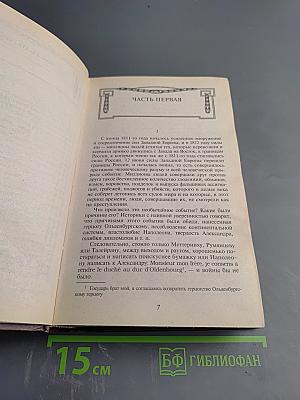 ЧАСТЬ ПЕРВАЯ
I
С конца 1811-го года началось усиленное вооружение
и сосредоточение сил Западной Европы, и в 1812 году силы
эти — миллионы людей (считая тех, которые перевозили и
кормили армию) двинулись с Запада на Восток, к границам
России, к которым точно так же с 1811-го года стягивались
силы России. 12 июня силы Западной Европы перешли
границы России, и началась война, то есть совершилось
противное человеческому разуму и всей человеческой при-
роде событие. Миллионы людей совершали друг против
друга такое бесчисленное количество злодеяний, обманов,
измен, воровства, подделок и выпуска фальшивых ассигна-
ций, грабежей, поджогов и убийств, которого в целые века
не соберет летопись всех судов мира и на которые, в этот
период времени, люди, совершавшие их, не смотрели как
на преступления.
Что произвело это необычайное событие? Какие были
причины его? Историки с наивной уверенностью говорят,
что причинами этого события были обида, нанесенная
герцогу Ольденбургскому, несоблюдение континентальной
системы, властолюбие Наполеона, твердость Александра,
ошибки дипломатов и т. п.
Следовательно, стоило только Меттерниху, Румянцеву
или Талейрану, между выходом и раутом, хорошенько по-
стараться и написать поискуснее бумажку или Наполео-
ну написать к Александру: Monsieur mon frère, je consens à
rendre le duché au duc d'Oldenbourg¹, — и войны бы не
было.
¹ Государь брат мой, я соглашаюсь возвратить герцогство Ольденбург-
скому герцогу
7
15 см
БФ БИБЛИОФАН